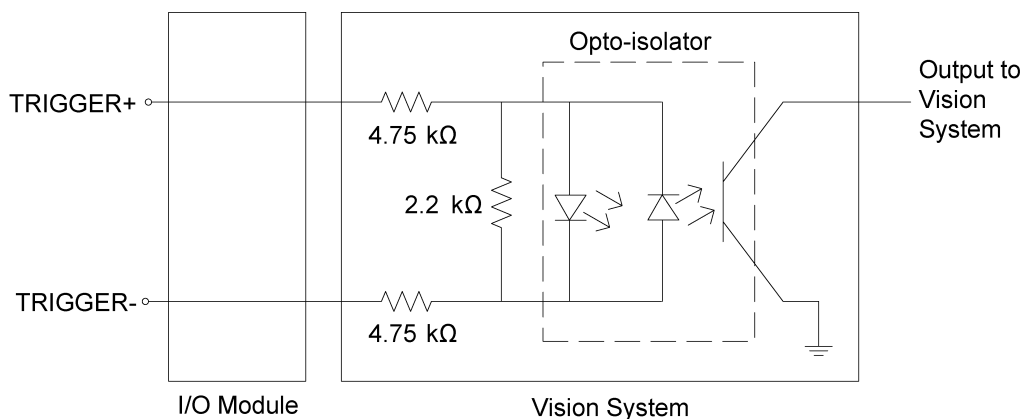 Opto-isolator
Output to
Vision
System
TRIGGER+
4.75 kΩ
2.2 kΩ
TRIGGER-
4.75 kΩ
I/O Module
Vision System